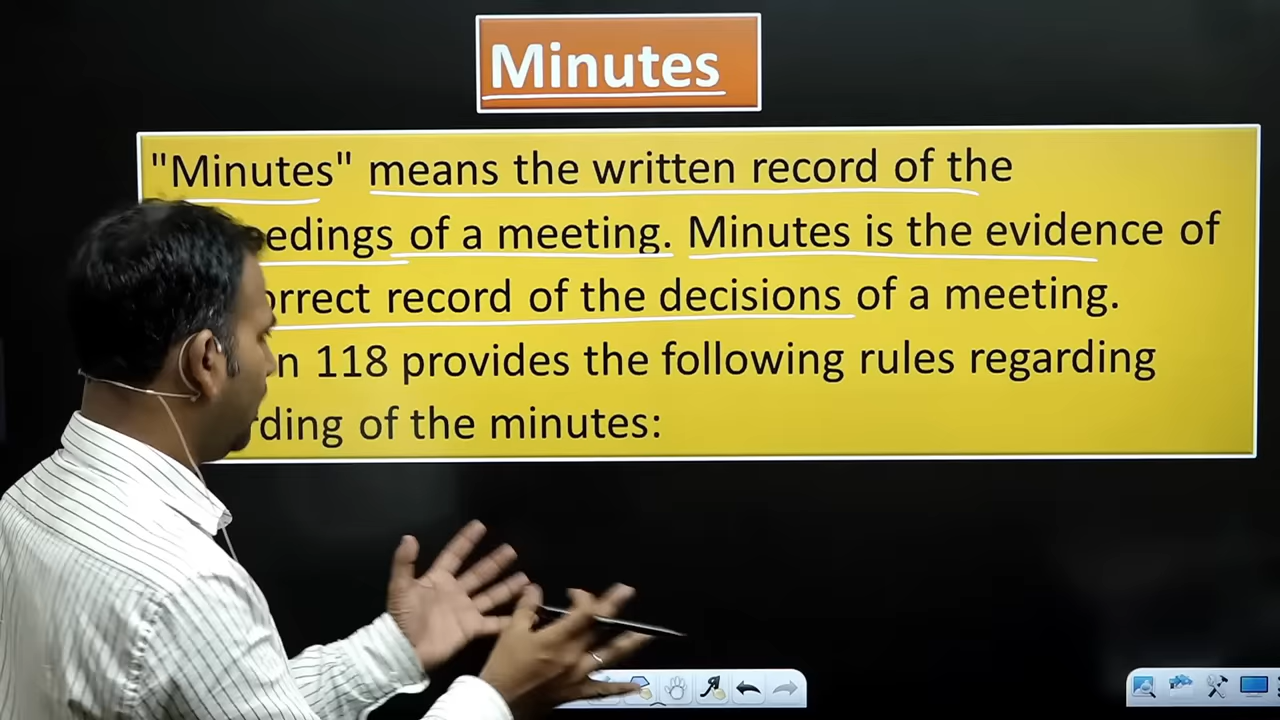 Minutes
"Minutes" means the written record of the
eedings of a meeting. Minutes is the evidence of
orrect record of the decisions of a meeting.
n 118 provides the following rules regarding
rding of the minutes: